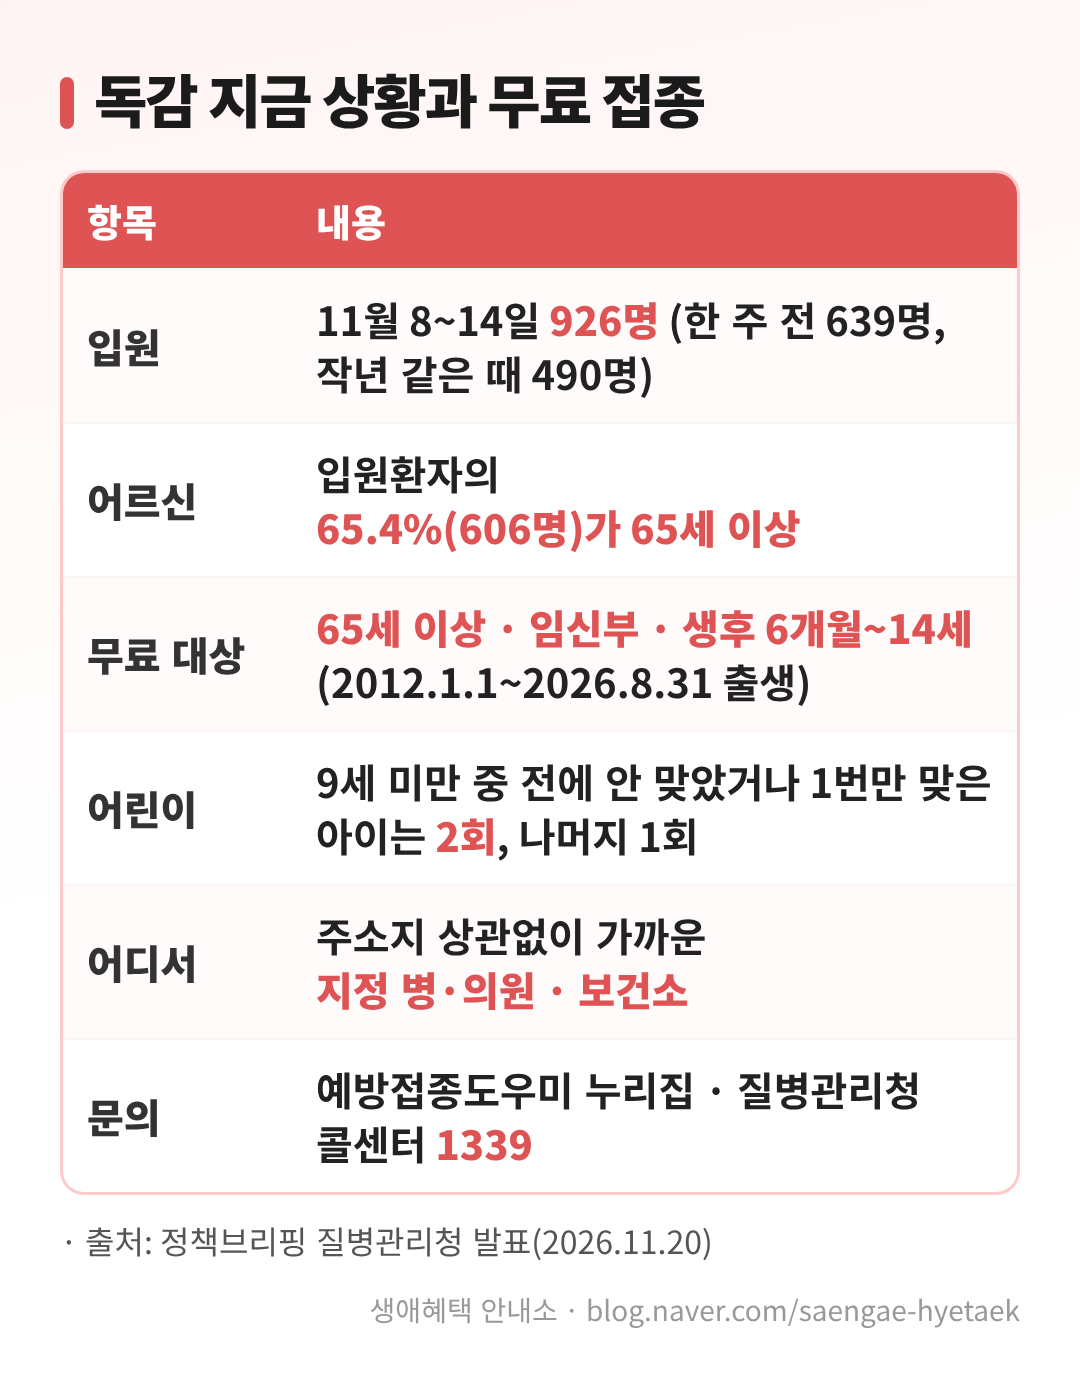 독감 지금 상황과 무료 접종
항목 내용
입원 11월 8~14일 926명 (한 주 전 639명,
작년 같은 때 490명)
어르신 입원환자의
65.4%(606명)가 65세 이상
무료 대상 65세 이상 · 임신부 · 생후 6개월~14세
(2012.1.1~2026.8.31 출생)
어린이 9세 미만 중 전에 안 맞았거나 1번만 맞은
아이는 2회, 나머지 1회
어디서 주소지 상관없이 가까운
지정 병·의원 · 보건소
문의 예방접종도우미 누리집 · 질병관리청
콜센터 1339
· 출처: 정책브리핑 질병관리청 발표(2026.11.20)
생애혜택 안내소 · blog.naver.com/saengae-hyetaek